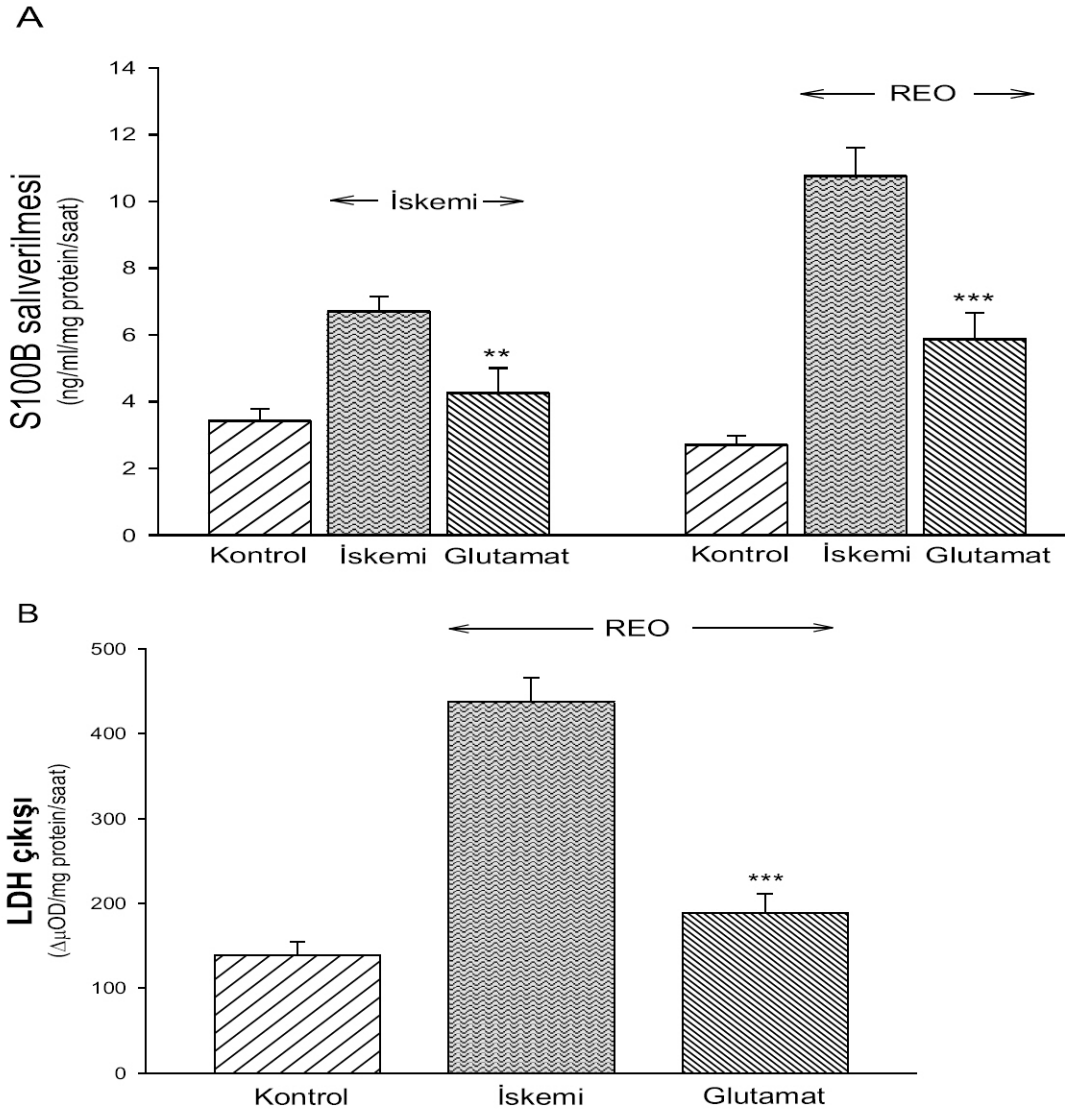 A
S100B salıverilmesi
(ng/ml/mg protein/saat)
14
12
10
8
6
4
2
0
İskemi
REO
**
***
Kontrol İskemi Glutamat Kontrol İskemi Glutamat
B
LDH çıkışı
(ΔµOD/mg protein/saat)
500
400
300
200
100
0
REO
***
Kontrol İskemi Glutamat